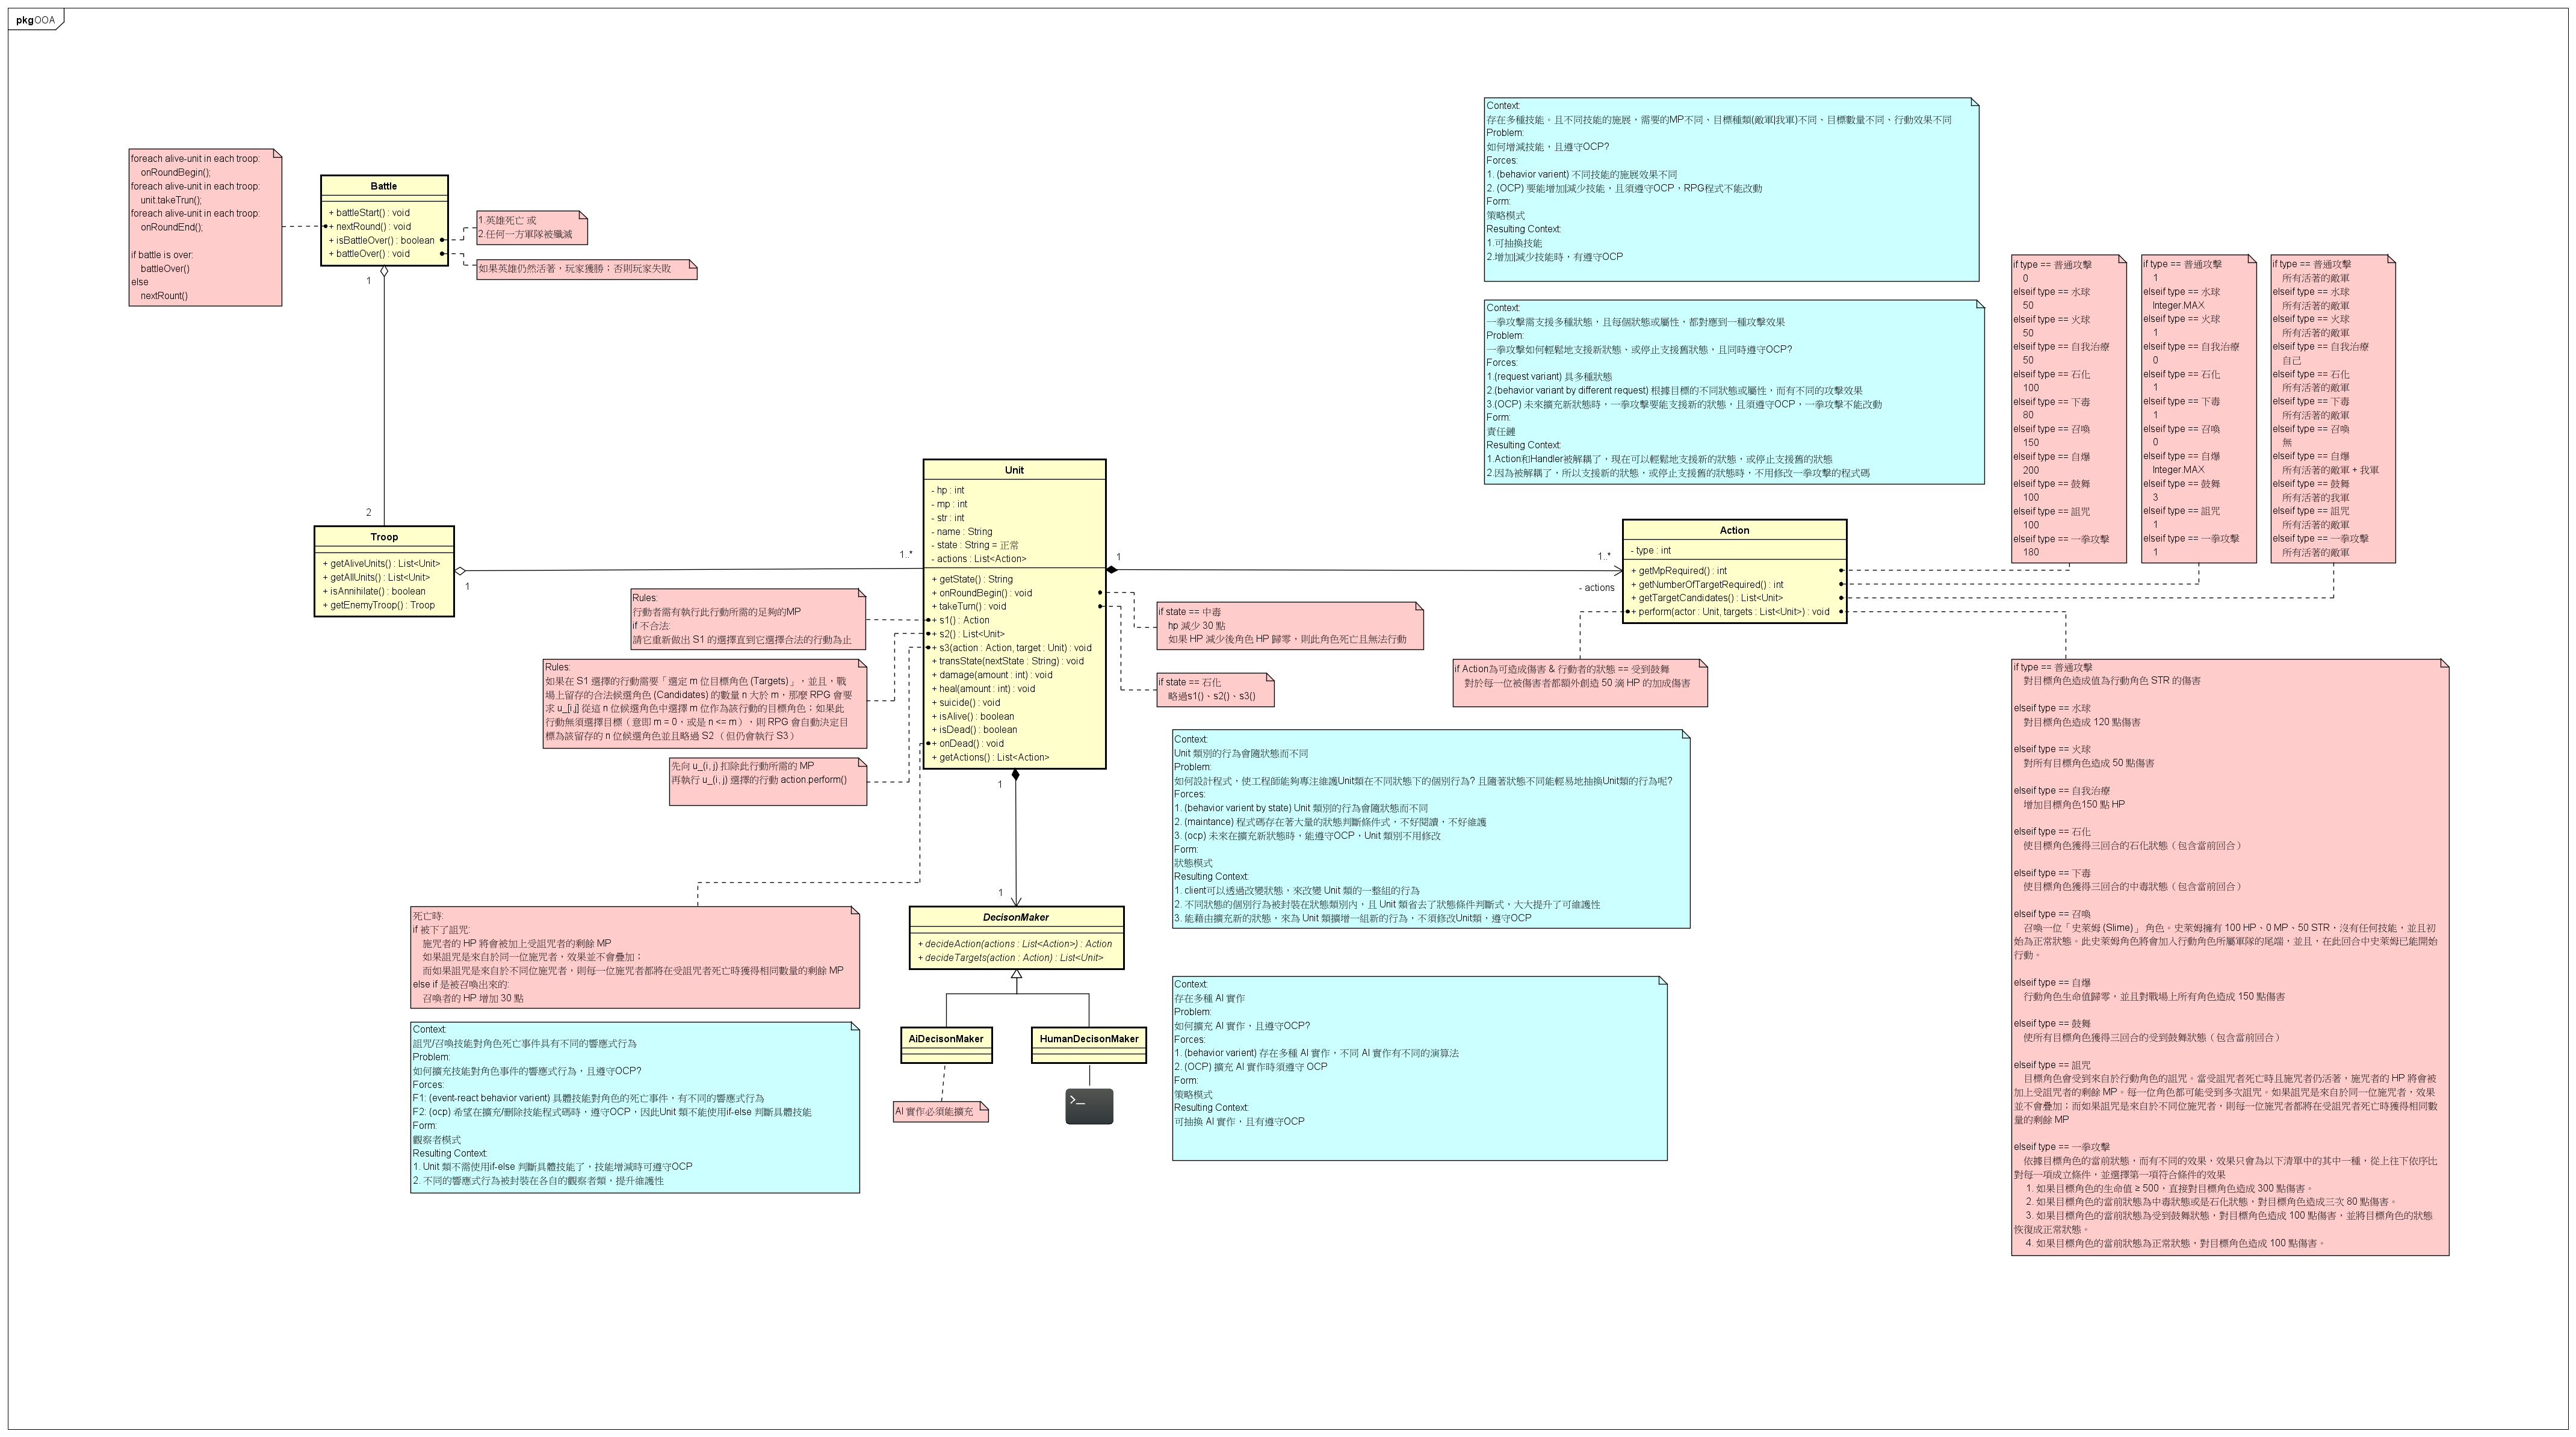 pkg OOA
foreach alive-unit in each troop:
onRoundBegin();
foreach alive-unit in each troop:
unit.takeTrun();
foreach alive-unit in each troop:
onRoundEnd();
if battle is over:
battleOver()
else
nextRount()
Battle
+ battleStart() : void
+ nextRound() : void
+ isBattleOver() : boolean
+ battleOver() : void
1.英雄死亡 或
2.任何一方軍隊被殲滅
如果英雄仍然活著，玩家獲勝；否則玩家失敗
1
2
Troop
+ getAliveUnits() : List<Unit>
+ getAllUnits() : List<Unit>
+ isAnnihilate() : boolean
+ getEnemyTroop() : Troop
1
1..*
Unit
- hp : int
- mp : int
- str : int
- name : String
- state : String = 正常
- actions : List<Action>
+ getState() : String
+ onRoundBegin() : void
+ takeTurn() : void
+ s1() : Action
+ s2() : List<Unit>
+ s3(action : Action, target : Unit) : void
+ transState(nextState : String) : void
+ damage(amount : int) : void
+ heal(amount : int) : void
+ suicide() : void
+ isAlive() : boolean
+ isDead() : boolean
+ onDead() : void
+ getActions() : List<Action>
Rules:
行動者需有執行此行動所需的足夠的MP
if 不合法:
請它重新做出 S1 的選擇直到它選擇合法的行動為止
Rules:
如果在 S1 選擇的行動需要「選定 m 位目標角色 (Targets)」，並且，戰
場上留存的合法候選角色 (Candidates) 的數量 n 大於 m，那麼 RPG 會要
求 u_[i,j] 從這 n 位候選角色中選擇 m 位作為該行動的目標角色；如果此
行動無須選擇目標（意即 m = 0，或是 n <= m），則 RPG 會自動決定目
標為該留存的 n 位候選角色並且略過 S2 （但仍會執行 S3）
先向 u_(i, j) 扣除此行動所需的 MP
再執行 u_(i, j) 選擇的行動 action.perform()
if state == 中毒
hp 減少 30 點
如果 HP 減少後角色 HP 歸零，則此角色死亡且無法行動
if state == 石化
略過s1()、s2()、s3()
死亡時:
if 被下了詛咒:
施咒者的 HP 將會被加上受詛咒者的剩餘 MP
如果詛咒是來自於同一位施咒者，效果並不會疊加；
而如果詛咒是來自於不同位施咒者，則每一位施咒者都將在受詛咒者死亡時獲得相同數量的剩餘 MP
else if 是被召喚出來的:
召喚者的 HP 增加 30 點
Context:
詛咒/召喚技能對角色死亡事件具有不同的響應式行為
Problem:
如何擴充技能對角色事件的響應式行為，且遵守OCP?
Forces:
F1: (event-react behavior varient) 具體技能對角色的死亡事件，有不同的響應式行為
F2: (ocp) 希望在擴充/刪除技能程式碼時，遵守OCP，因此Unit 類不能使用if-else 判斷具體技能
Form:
觀察者模式
Resulting Context:
1. Unit 類不需使用if-else 判斷具體技能了，技能增減時可遵守OCP
2. 不同的響應式行為被封裝在各自的觀察者類，提升維護性
1
1
DecisonMaker
+ decideAction(actions : List<Action>) : Action
+ decideTargets(action : Action) : List<Unit>
AiDecisonMaker
HumanDecisonMaker
AI 實作必須能擴充
>_
Context:
Unit 類別的行為會隨狀態而不同
Problem:
如何設計程式，使工程師能夠專注維護Unit類在不同狀態下的個別行為? 且隨著狀態不同能輕易地抽換Unit類的行為呢?
Forces:
1. (behavior varient by state) Unit 類別的行為會隨狀態而不同
2. (maintance) 程式碼存在著大量的狀態判斷條件式，不好閱讀，不好維護
3. (ocp) 未來在擴充新狀態時，能遵守OCP，Unit 類別不用修改
Form:
狀態模式
Resulting Context:
1. client可以透過改變狀態，來改變 Unit 類的一整組的行為
2. 不同狀態的個別行為被封裝在狀態類別內，且 Unit 類省去了狀態條件判斷式，大大提升了可維護性
3. 能藉由擴充新的狀態，來為 Unit 類擴增一組新的行為，不須修改Unit類，遵守OCP
Context:
存在多種 AI 實作
Problem:
如何擴充 AI 實作，且遵守OCP?
Forces:
1. (behavior varient) 存在多種 AI 實作，不同 AI 實作有不同的演算法
2. (OCP) 擴充 AI 實作時須遵守 OCP
Form:
策略模式
Resulting Context:
可抽換 AI 實作，且有遵守OCP
Context:
存在多種技能。且不同技能的施展，需要的MP不同、目標種類(敵軍|我軍)不同、目標數量不同、行動效果不同
Problem:
如何增減技能，且遵守OCP?
Forces:
1. (behavior varient) 不同技能的施展效果不同
2. (OCP) 要能增加|減少技能，且須遵守OCP，RPG程式不能改動
Form:
策略模式
Resulting Context:
1.可抽換技能
2.增加|減少技能時，有遵守OCP
Context:
一拳攻擊需支援多種狀態，且每個狀態或屬性，都對應到一種攻擊效果
Problem:
一拳攻擊如何輕鬆地支援新狀態、或停止支援舊狀態，且同時遵守OCP?
Forces:
1.(request variant) 具多種狀態
2.(behavior variant by different request) 根據目標的不同狀態或屬性，而有不同的攻擊效果
3.(OCP) 未來擴充新狀態時，一拳攻擊要能支援新的狀態，且須遵守OCP，一拳攻擊不能改動
Form:
責任鏈
Resulting Context:
1.Action和Handler被解耦了，現在可以輕鬆地支援新的狀態，或停止支援舊的狀態
2.因為被解耦了，所以支援新的狀態，或停止支援舊的狀態時，不用修改一拳攻擊的程式碼
1
1..*
- actions
Action
- type : int
+ getMpRequired() : int
+ getNumberOfTargetRequired() : int
+ getTargetCandidates() : List<Unit>
+ perform(actor : Unit, targets : List<Unit>) : void
if Action為可造成傷害 & 行動者的狀態 == 受到鼓舞
對於每一位被傷害者都額外創造 50 滴 HP 的加成傷害
if type == 普通攻擊
0
elseif type == 水球
50
elseif type == 火球
50
elseif type == 自我治療
50
elseif type == 石化
100
elseif type == 下毒
80
elseif type == 召喚
150
elseif type == 自爆
200
elseif type == 鼓舞
100
elseif type == 詛咒
100
elseif type == 一拳攻擊
180
if type == 普通攻擊
1
elseif type == 水球
Integer.MAX
elseif type == 火球
1
elseif type == 自我治療
0
elseif type == 石化
1
elseif type == 下毒
1
elseif type == 召喚
0
elseif type == 自爆
Integer.MAX
elseif type == 鼓舞
3
elseif type == 詛咒
1
elseif type == 一拳攻擊
1
if type == 普通攻擊
所有活著的敵軍
elseif type == 水球
所有活著的敵軍
elseif type == 火球
所有活著的敵軍
elseif type == 自我治療
自己
elseif type == 石化
所有活著的敵軍
elseif type == 下毒
所有活著的敵軍
elseif type == 召喚
無
elseif type == 自爆
所有活著的敵軍 + 我軍
elseif type == 鼓舞
所有活著的我軍
elseif type == 詛咒
所有活著的敵軍
elseif type == 一拳攻擊
所有活著的敵軍
if type == 普通攻擊
對目標角色造成值為行動角色 STR 的傷害
elseif type == 水球
對目標角色造成 120 點傷害
elseif type == 火球
對所有目標角色造成 50 點傷害
elseif type == 自我治療
增加目標角色150 點 HP
elseif type == 石化
使目標角色獲得三回合的石化狀態（包含當前回合）
elseif type == 下毒
使目標角色獲得三回合的中毒狀態（包含當前回合）
elseif type == 召喚
召喚一位「史萊姆 (Slime)」 角色。史萊姆擁有 100 HP、0 MP、50 STR，沒有任何技能，並且初
始為正常狀態。此史萊姆角色將會加入行動角色所屬軍隊的尾端，並且，在此回合中史萊姆已能開始
行動。
elseif type == 自爆
行動角色生命值歸零，並且對戰場上所有角色造成 150 點傷害
elseif type == 鼓舞
使所有目標角色獲得三回合的受到鼓舞狀態（包含當前回合）
elseif type == 詛咒
目標角色會受到來自於行動角色的詛咒。當受詛咒者死亡時且施咒者仍活著，施咒者的 HP 將會被
加上受詛咒者的剩餘 MP。每一位角色都可能受到多次詛咒。如果詛咒是來自於同一位施咒者，效果
並不會疊加；而如果詛咒是來自於不同位施咒者，則每一位施咒者都將在受詛咒者死亡時獲得相同數
量的剩餘 MP
elseif type == 一拳攻擊
依據目標角色的當前狀態，而有不同的效果，效果只會為以下清單中的其中一種，從上往下依序比
對每一項成立條件，並選擇第一項符合條件的效果
1. 如果目標角色的生命值 ≥ 500，直接對目標角色造成 300 點傷害。
2. 如果目標角色的當前狀態為中毒狀態或是石化狀態，對目標角色造成三次 80 點傷害。
3. 如果目標角色的當前狀態為受到鼓舞狀態，對目標角色造成 100 點傷害，並將目標角色的狀態
恢復成正常狀態。
4. 如果目標角色的當前狀態為正常狀態，對目標角色造成 100 點傷害。